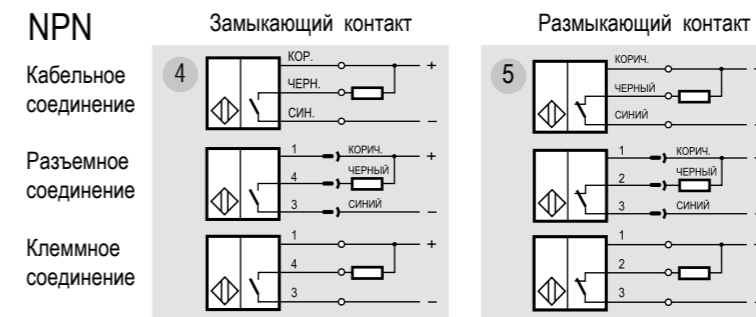 NPN
Замыкающий контакт
Размыкающий контакт
Кабельное
соединение
4
КОР.
+
ЧЕРН.
СИН.
–
5
КОРИЧ.
ЧЕРНЫЙ
СИНИЙ
Разъемное
соединение
1 КОРИЧ. +
4 ЧЕРНЫЙ
3 СИНИЙ –
1 КОРИЧ.
2 ЧЕРНЫЙ
3 СИНИЙ
Клеммное
соединение
1 +
4
3 –
1
2
3